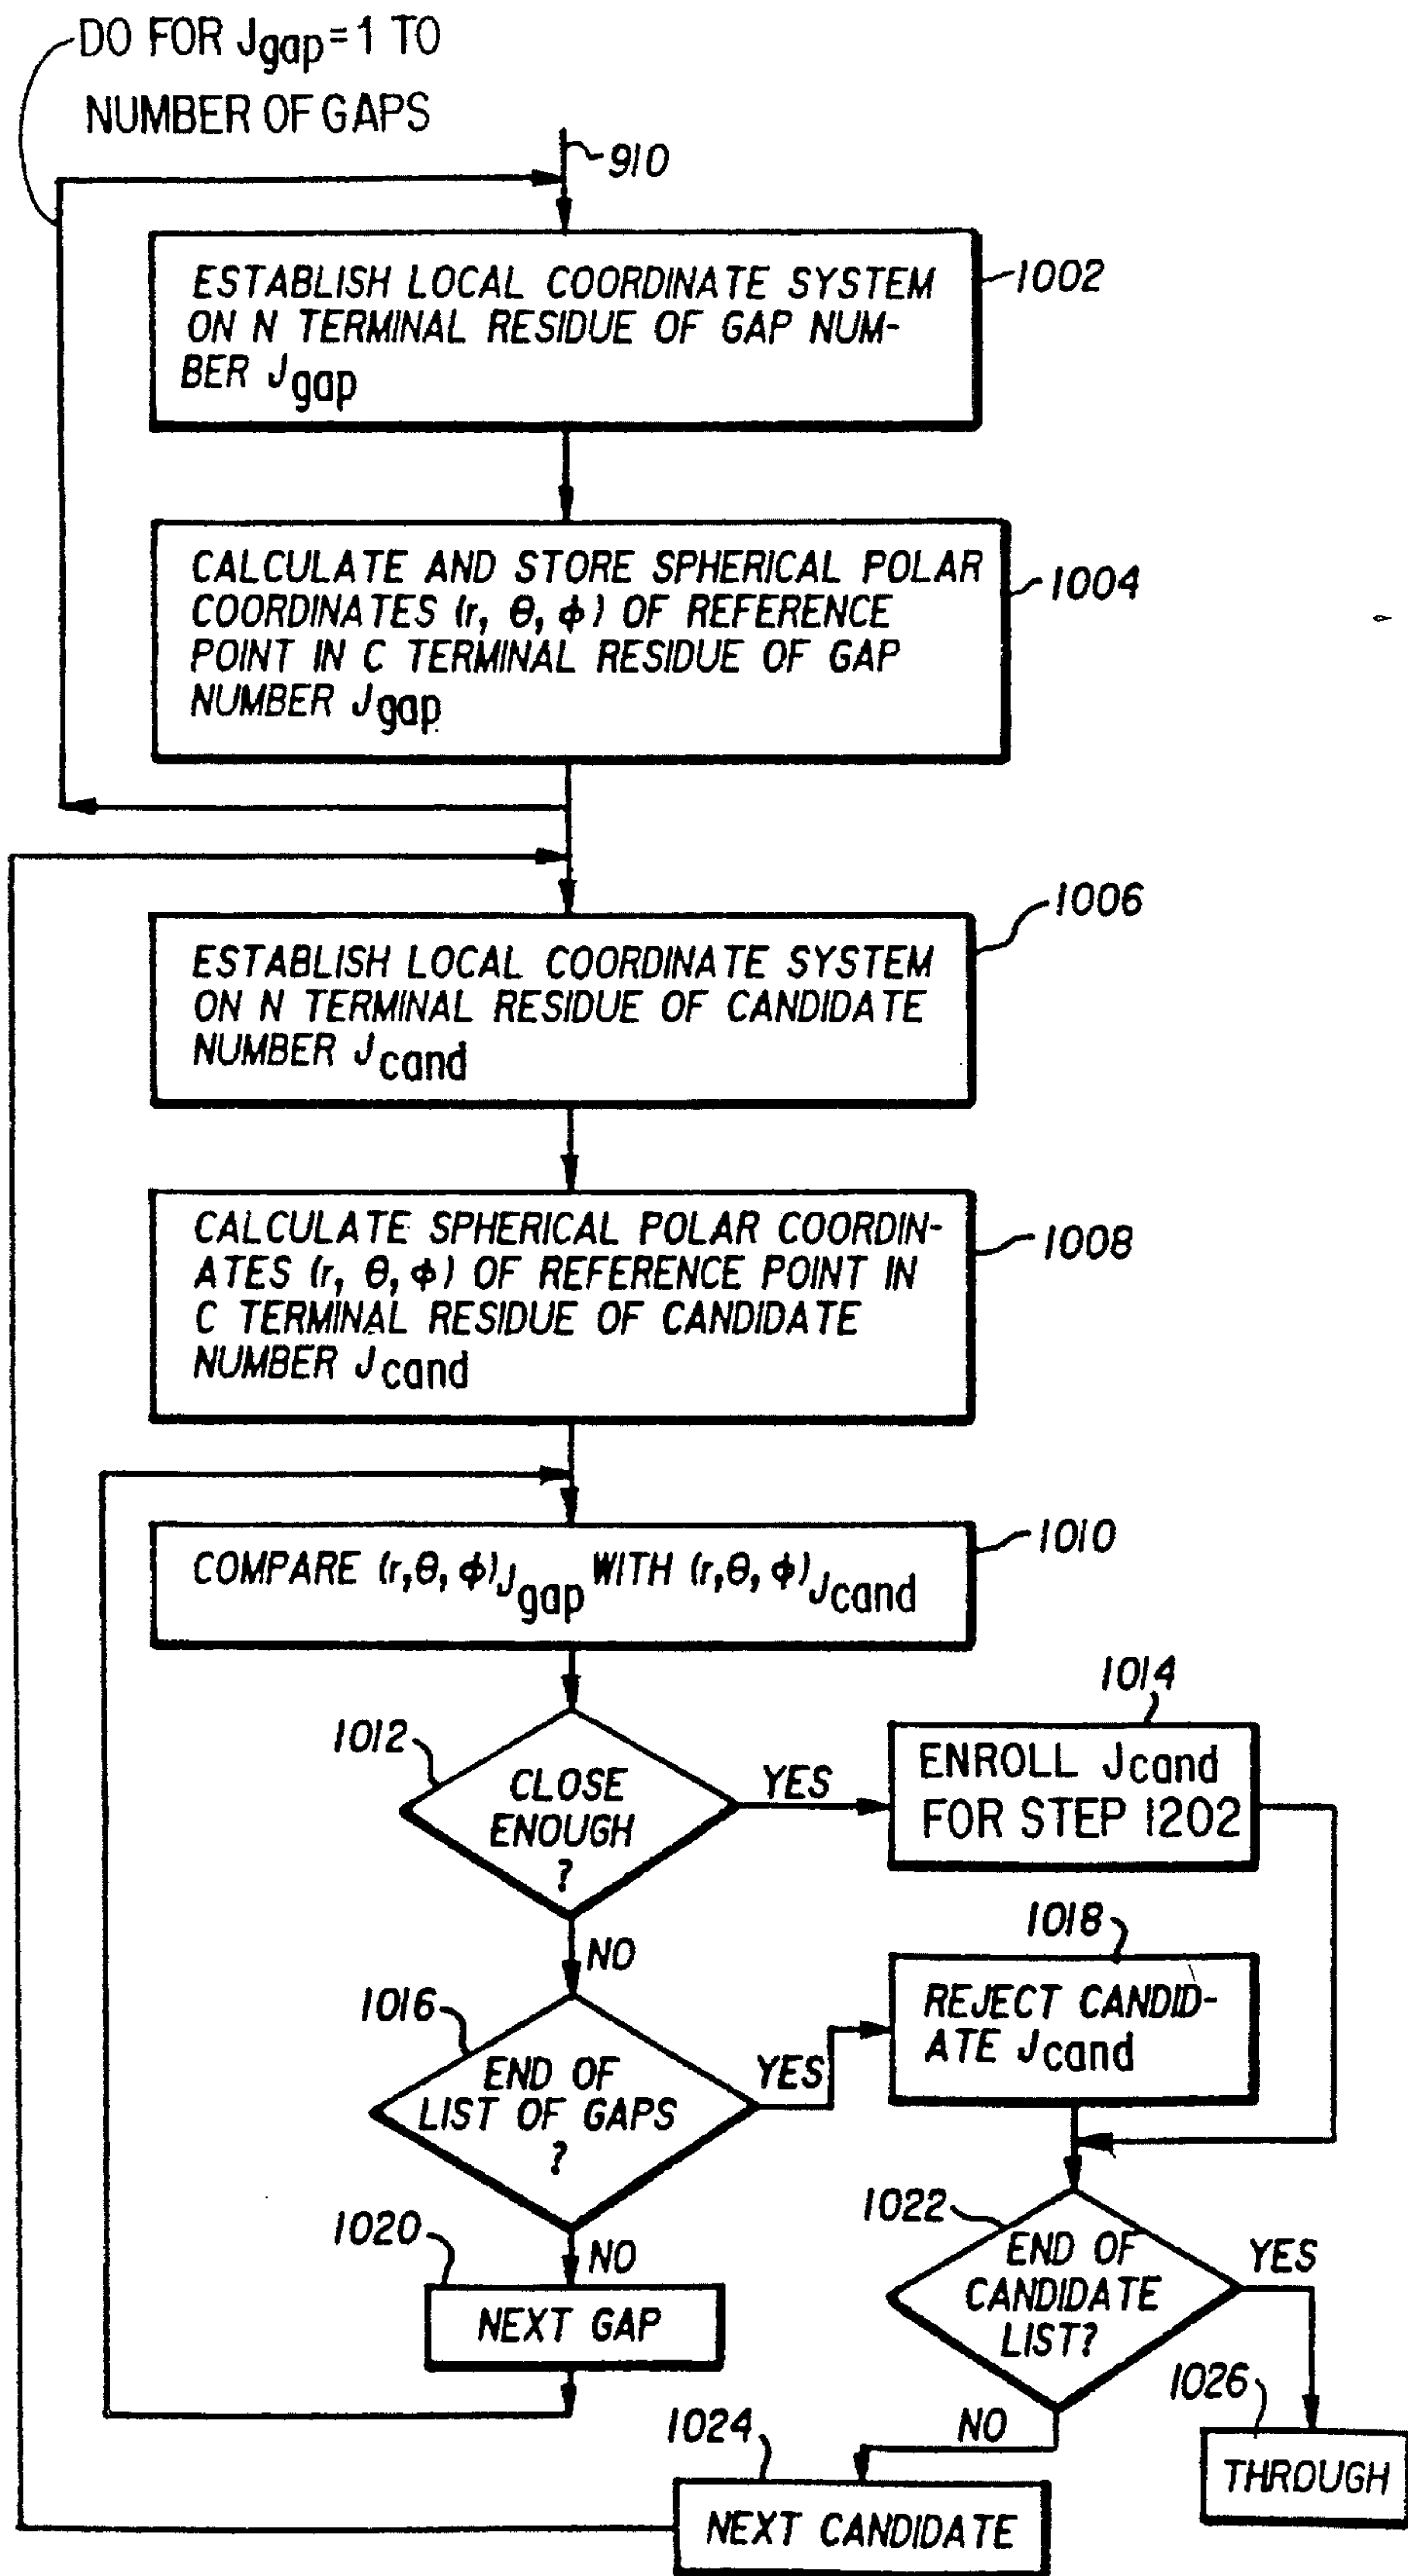 DO FOR Jgap = 1 TO
NUMBER OF GAPS
910
ESTABLISH LOCAL COORDINATE SYSTEM
ON N TERMINAL RESIDUE OF GAP NUM-
BER Jgap
1002
CALCULATE AND STORE SPHERICAL POLAR
COORDINATES (r, θ, ϕ) OF REFERENCE
POINT IN C TERMINAL RESIDUE OF GAP
NUMBER Jgap
1004
ESTABLISH LOCAL COORDINATE SYSTEM
ON N TERMINAL RESIDUE OF CANDIDATE
NUMBER Jcand
1006
CALCULATE SPHERICAL POLAR COORDIN-
ATES (r, θ, ϕ) OF REFERENCE POINT IN
C TERMINAL RESIDUE OF CANDIDATE
NUMBER Jcand
1008
COMPARE (r,θ, ϕ)Jgap WITH (r,θ, ϕ)Jcand
1010
1012
CLOSE
ENOUGH
?
YES
NO
1014
ENROLL Jcand
FOR STEP 1202
1016
END OF
LIST OF GAPS
?
YES
NO
1018
REJECT CANDID-
ATE Jcand
1020
NEXT GAP
1022
END OF
CANDIDATE
LIST?
YES
NO
1024
NEXT CANDIDATE
1026
THROUGH